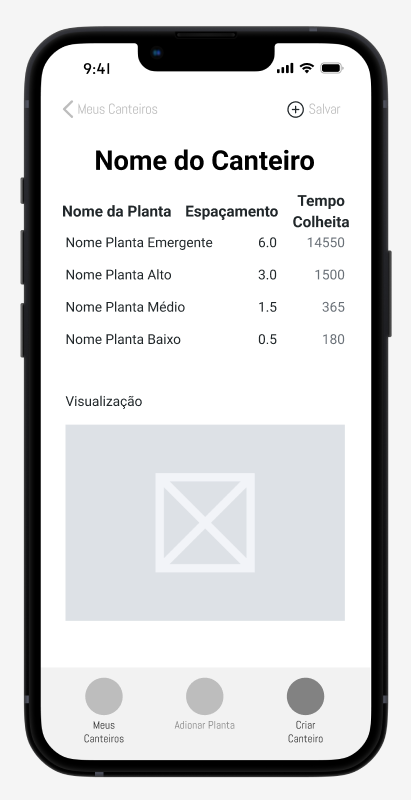 9:41
Meus Canteiros
Salvar
Nome do Canteiro
Nome da Planta Espaçamento Tempo
Colheita
Nome Planta Emergente 6.0 14550
Nome Planta Alto 3.0 1500
Nome Planta Médio 1.5 365
Nome Planta Baixo 0.5 180
Visualização
Meus
Canteiros
Adionar Planta
Criar
Canteiro